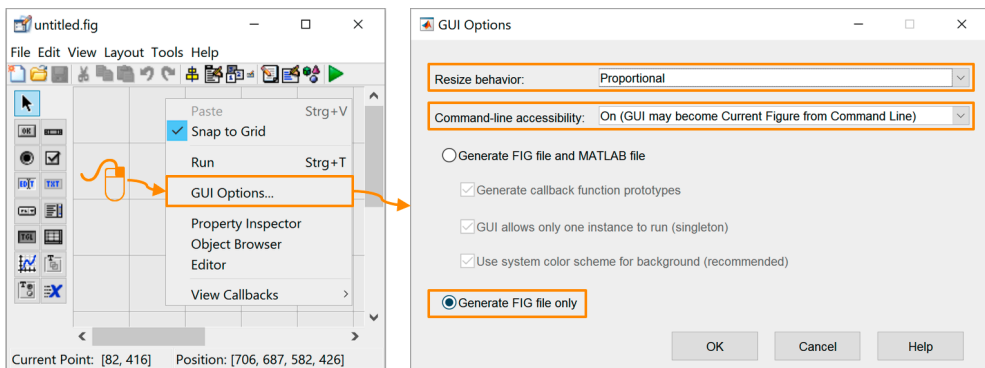 untitled.fig
File Edit View Layout Tools Help
Paste Strg+V
Snap to Grid
Run Strg+T
GUI Options...
Property Inspector
Object Browser
Editor
View Callbacks
OK
EDIT TXT
TGL
Current Point: [82, 416] Position: [706, 687, 582, 426]
GUI Options
Resize behavior: Proportional
Command-line accessibility: On (GUI may become Current Figure from Command Line)
Generate FIG file and MATLAB file
Generate callback function prototypes
GUI allows only one instance to run (singleton)
Use system color scheme for background (recommended)
Generate FIG file only
OK Cancel Help